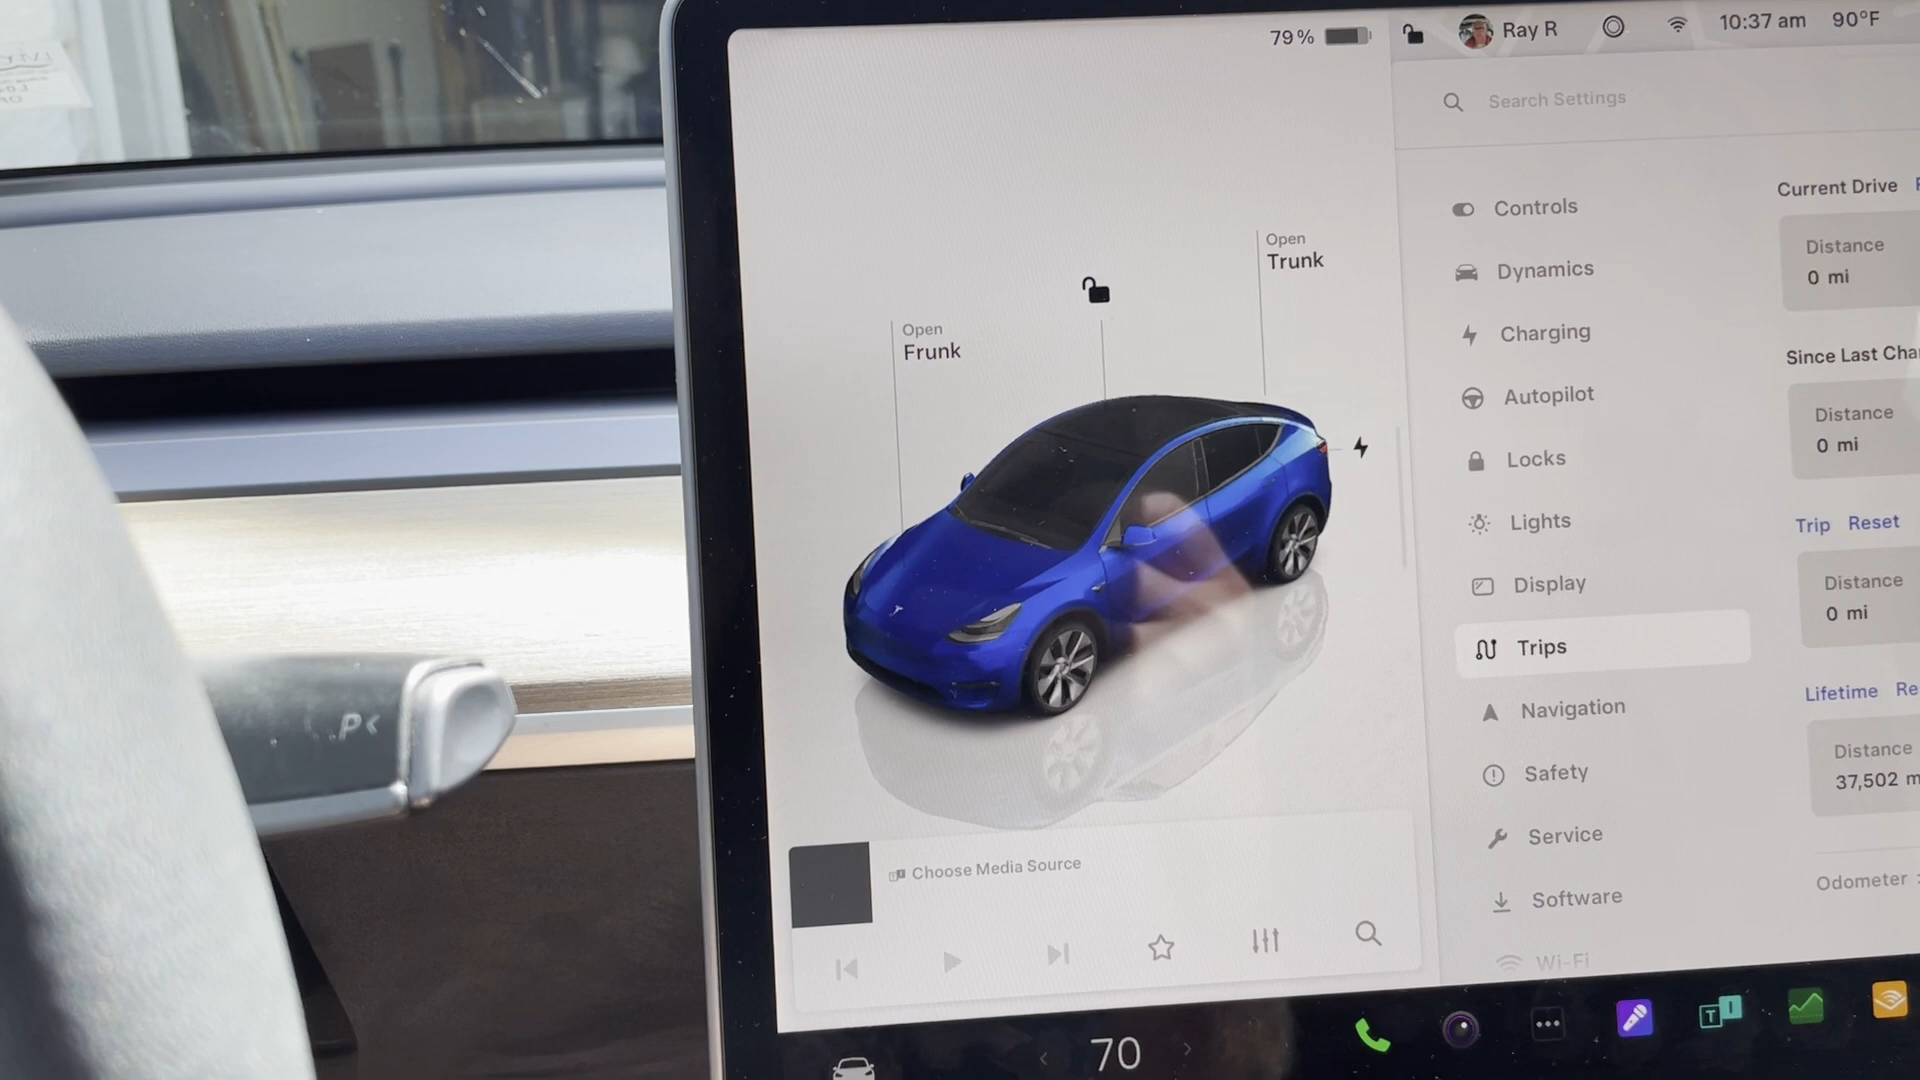 79%
Ray R
10:37 am
90°F
Search Settings
Open
Trunk
Open
Frunk
Controls
Dynamics
Charging
Autopilot
Locks
Lights
Display
Trips
Navigation
Safety
Service
Software
Wi-Fi
Current Drive
Distance
0 mi
Since Last
Distance
0 mi
Trip Reset
Distance
0 mi
Lifetime
Distance
37,502
Odometer
Choose Media Source
70
T I
P<